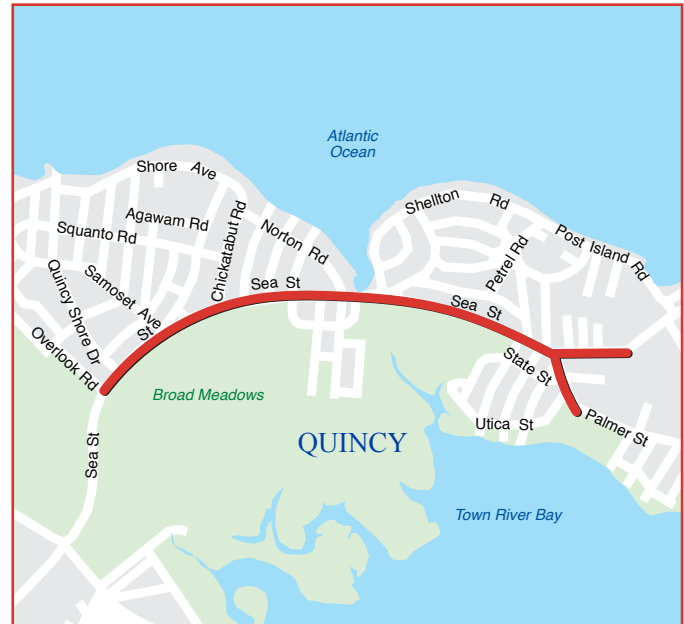 Atlantic
Ocean
Shore Ave
Shellton Rd
Agawam Rd
Chickatabut Rd
Squanto Rd
Norton Rd
Post Island Rd
Petrel Rd
Quincy Shore Dr
Samoset Ave
Sea St
Sea St
St
Overlook Rd
State St
Broad Meadows
Utica St
Palmer St
QUINCY
Sea St
Town River Bay